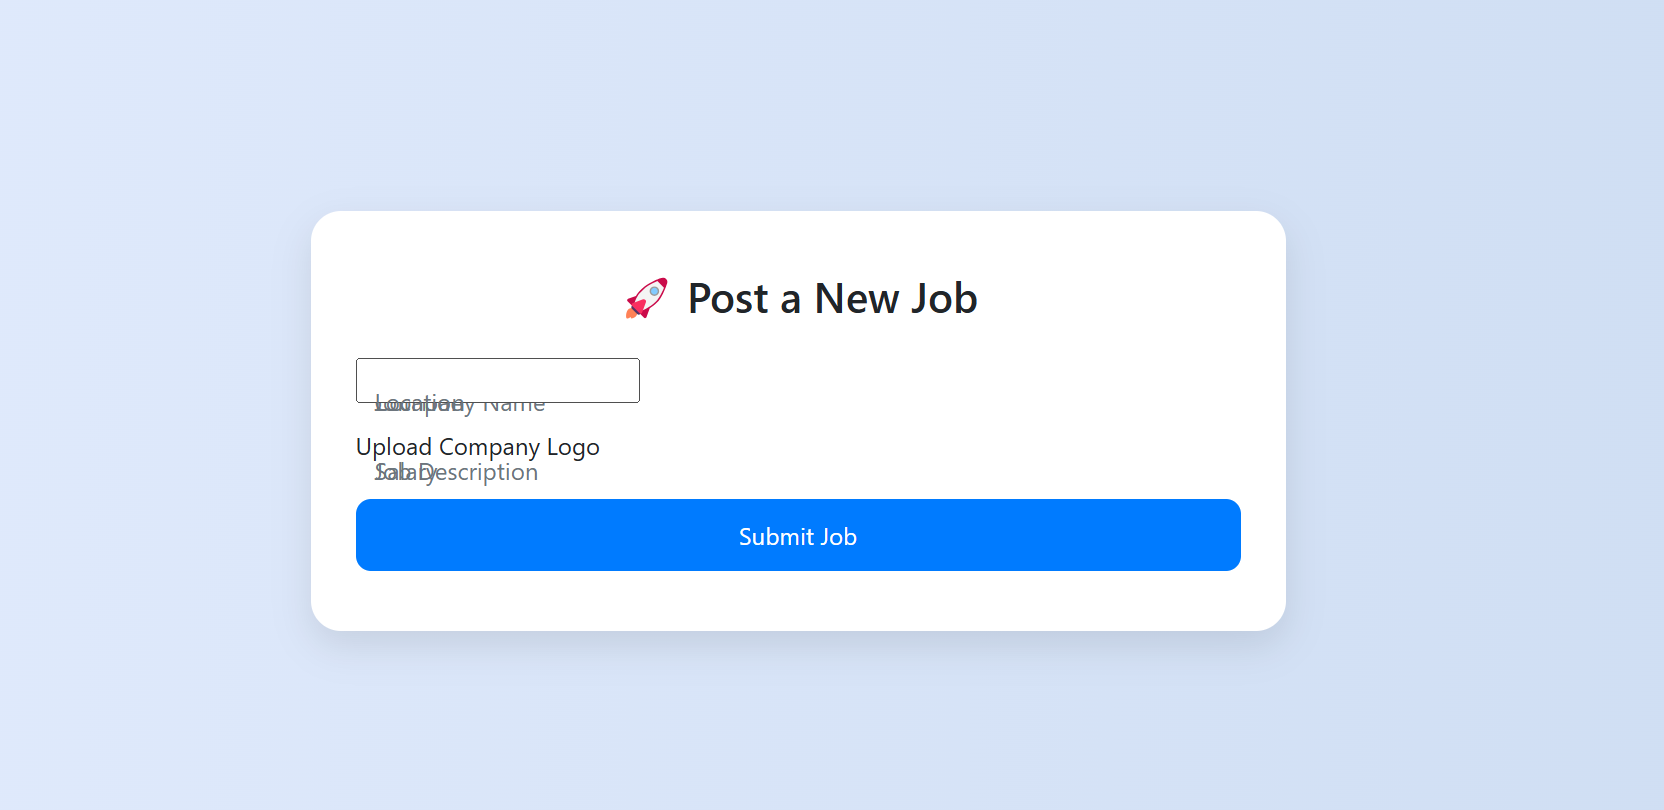 🚀 Post a New Job
Location
Company Name
Upload Company Logo
Salary
Job Description
Submit Job